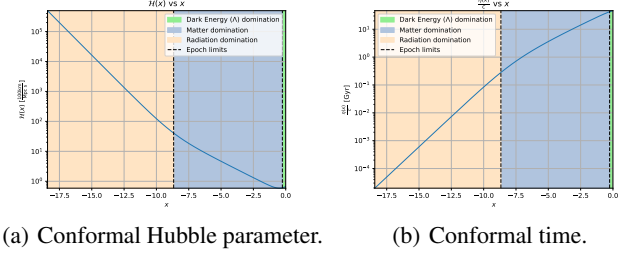 ℋ(x) vs x
Dark Energy (Λ) domination
Matter domination
Radiation domination
Epoch limits
10⁵
10⁴
10³
10²
10¹
10⁰
−17.5 −15.0 −12.5 −10.0 −7.5 −5.0 −2.5 0.0
x
vs x
Dark Energy (Λ) domination
Matter domination
Radiation domination
Epoch limits
[Gyr]
10¹
10⁰
10⁻¹
10⁻²
10⁻³
10⁻⁴
−17.5 −15.0 −12.5 −10.0 −7.5 −5.0 −2.5 0.0
x
(a) Conformal Hubble parameter.
(b) Conformal time.